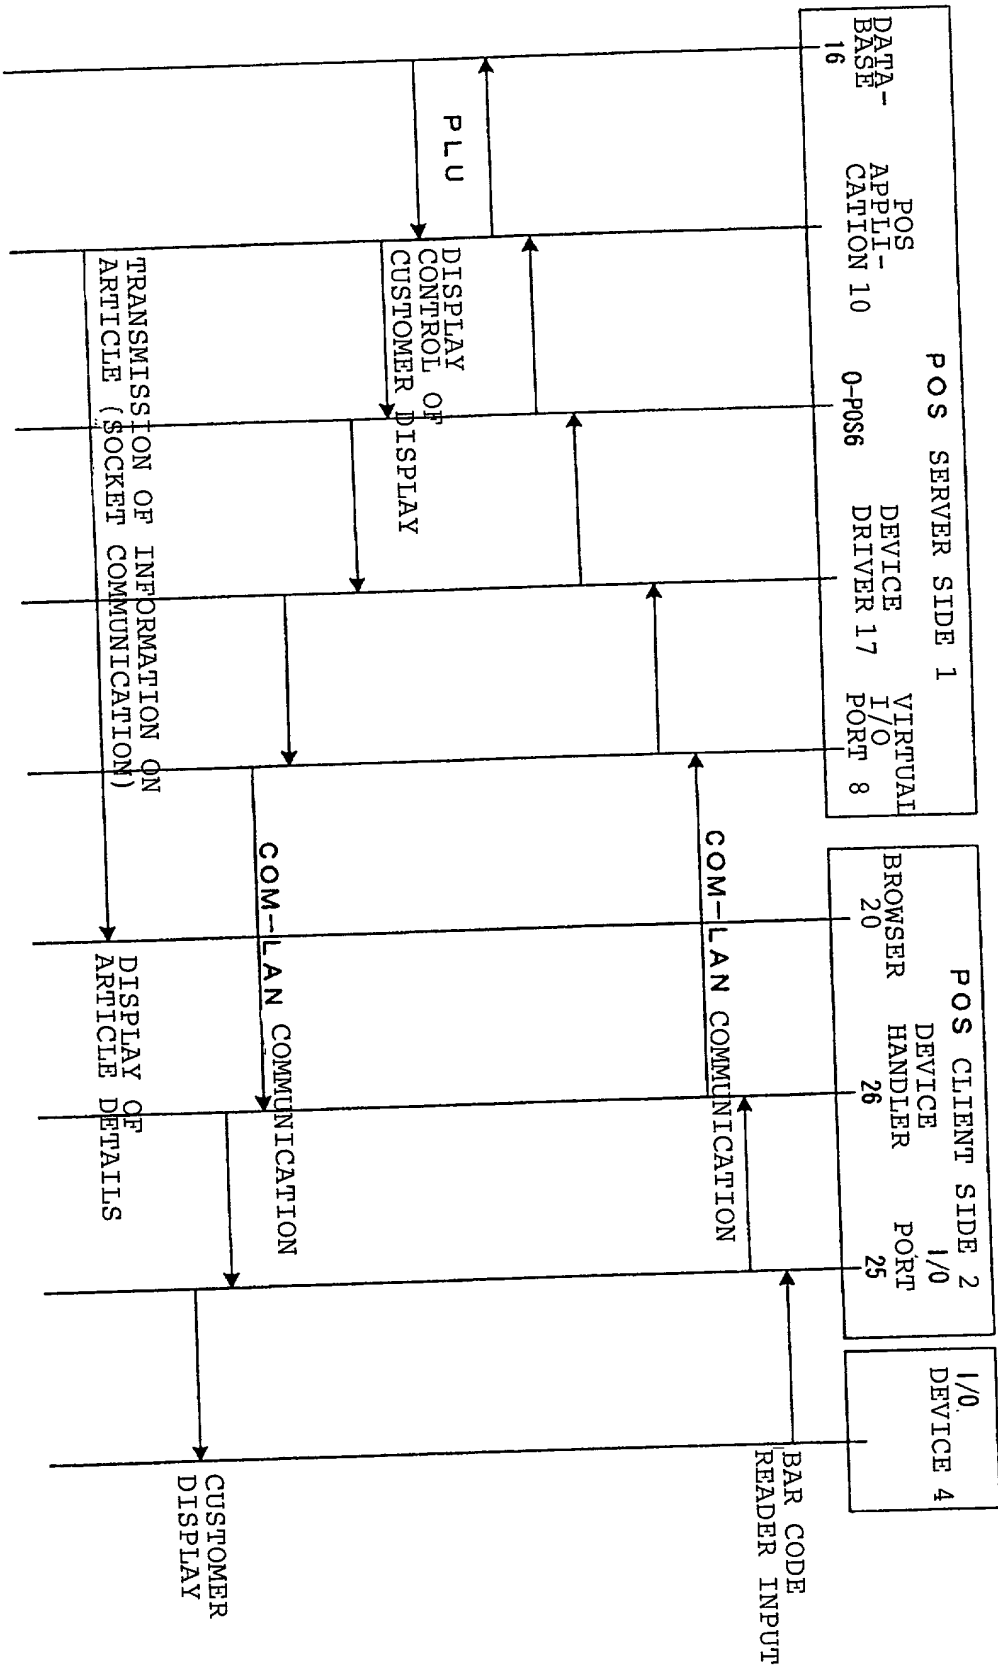 POS SERVER SIDE 1
DATA-
BASE
16
POS
APPLI-
CATION 10
O-POS6
DEVICE
DRIVER 17
VIRTUAL
I/O
PORT 8
POS CLIENT SIDE 2
BROWSER
20
DEVICE
HANDLER
26
I/O
PORT
25
I/O
DEVICE 4
BAR CODE
READER INPUT
COM-LAN COMMUNICATION
PLU
DISPLAY
CONTROL OF
CUSTOMER DISPLAY
COM-LAN COMMUNICATION
CUSTOMER
DISPLAY
TRANSMISSION OF INFORMATION ON
ARTICLE (SOCKET COMMUNICATION)
DISPLAY OF
ARTICLE DETAILS